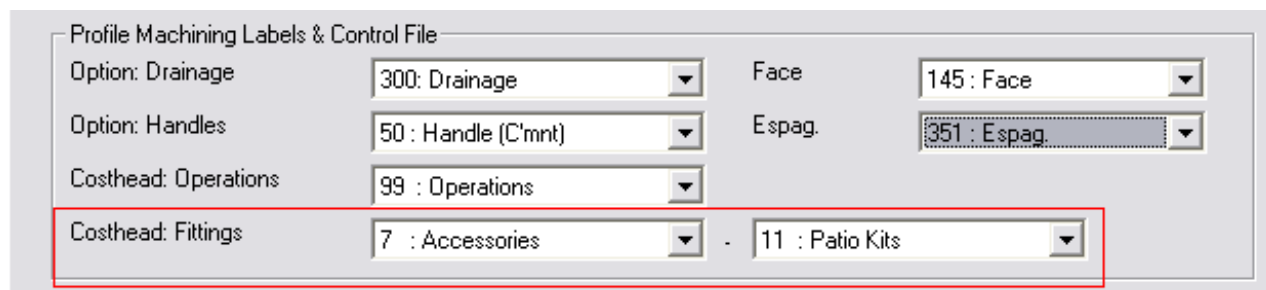 Profile Machining Labels & Control File
Option: Drainage 300: Drainage Face 145 : Face
Option: Handles 50 : Handle (C'mnt) Espag. 351 : Espag.
Costhead: Operations 99 : Operations
Costhead: Fittings 7 : Accessories - 11 : Patio Kits